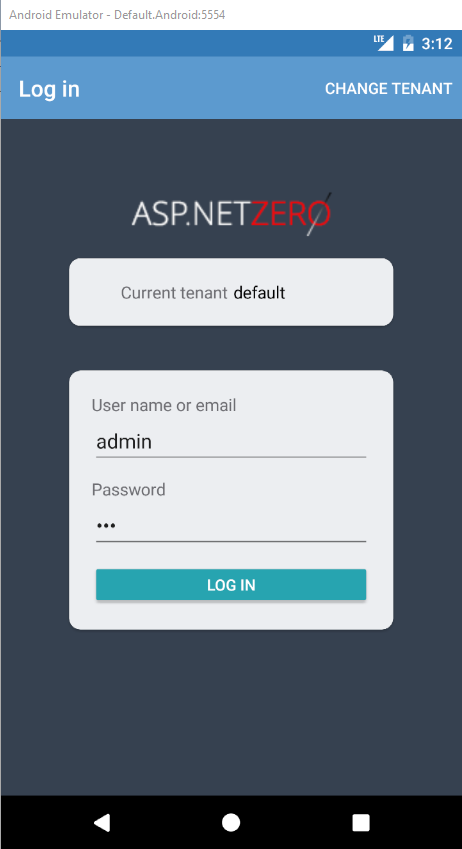 Android Emulator - Default.Android:5554
LTE 3:12
Log in CHANGE TENANT
ASP.NETZERO
Current tenant default
User name or email
admin
Password
•••
LOG IN